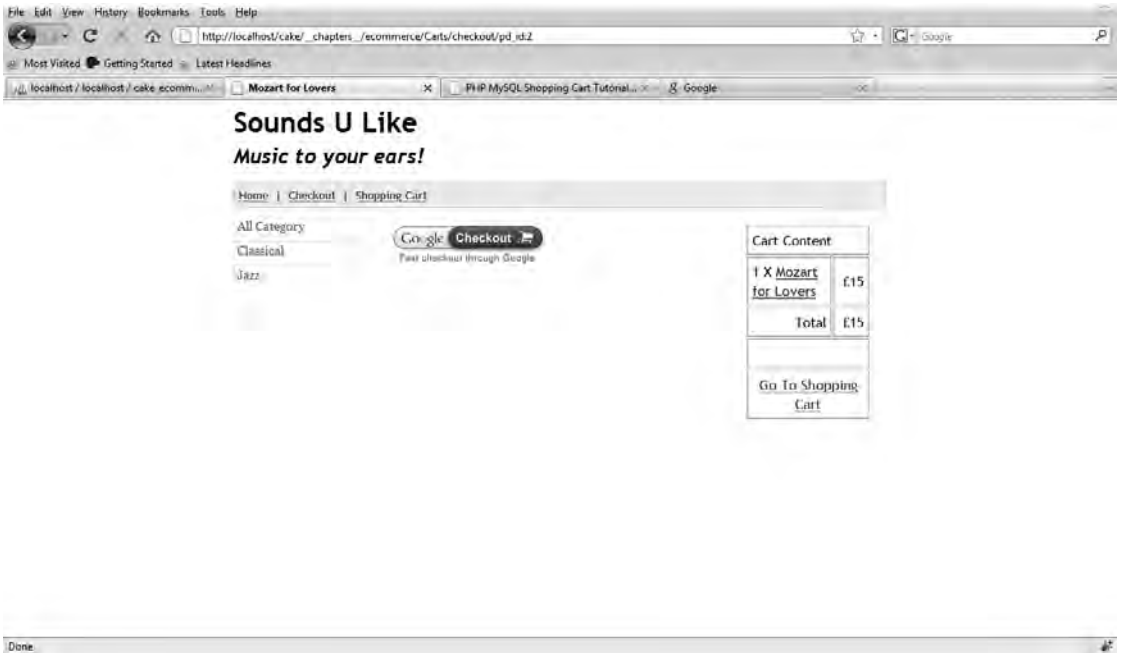 File Edit View History Bookmarks Tools Help
http://localhost/cake/_chapters_/ecommerce/Carts/checkout/pd_id:2
Google
Most Visited Getting Started Latest Headlines
localhost / localhost / cake ecomm...
Mozart for Lovers
PHP MySQL Shopping Cart Tutorial...
Google
Sounds U Like
Music to your ears!
Home | Checkout | Shopping Cart
All Category
Classical
Jazz
Google Checkout
Fast checkout through Google
Cart Content
1 X Mozart for Lovers £15
Total £15
Go To Shopping
Cart
Done